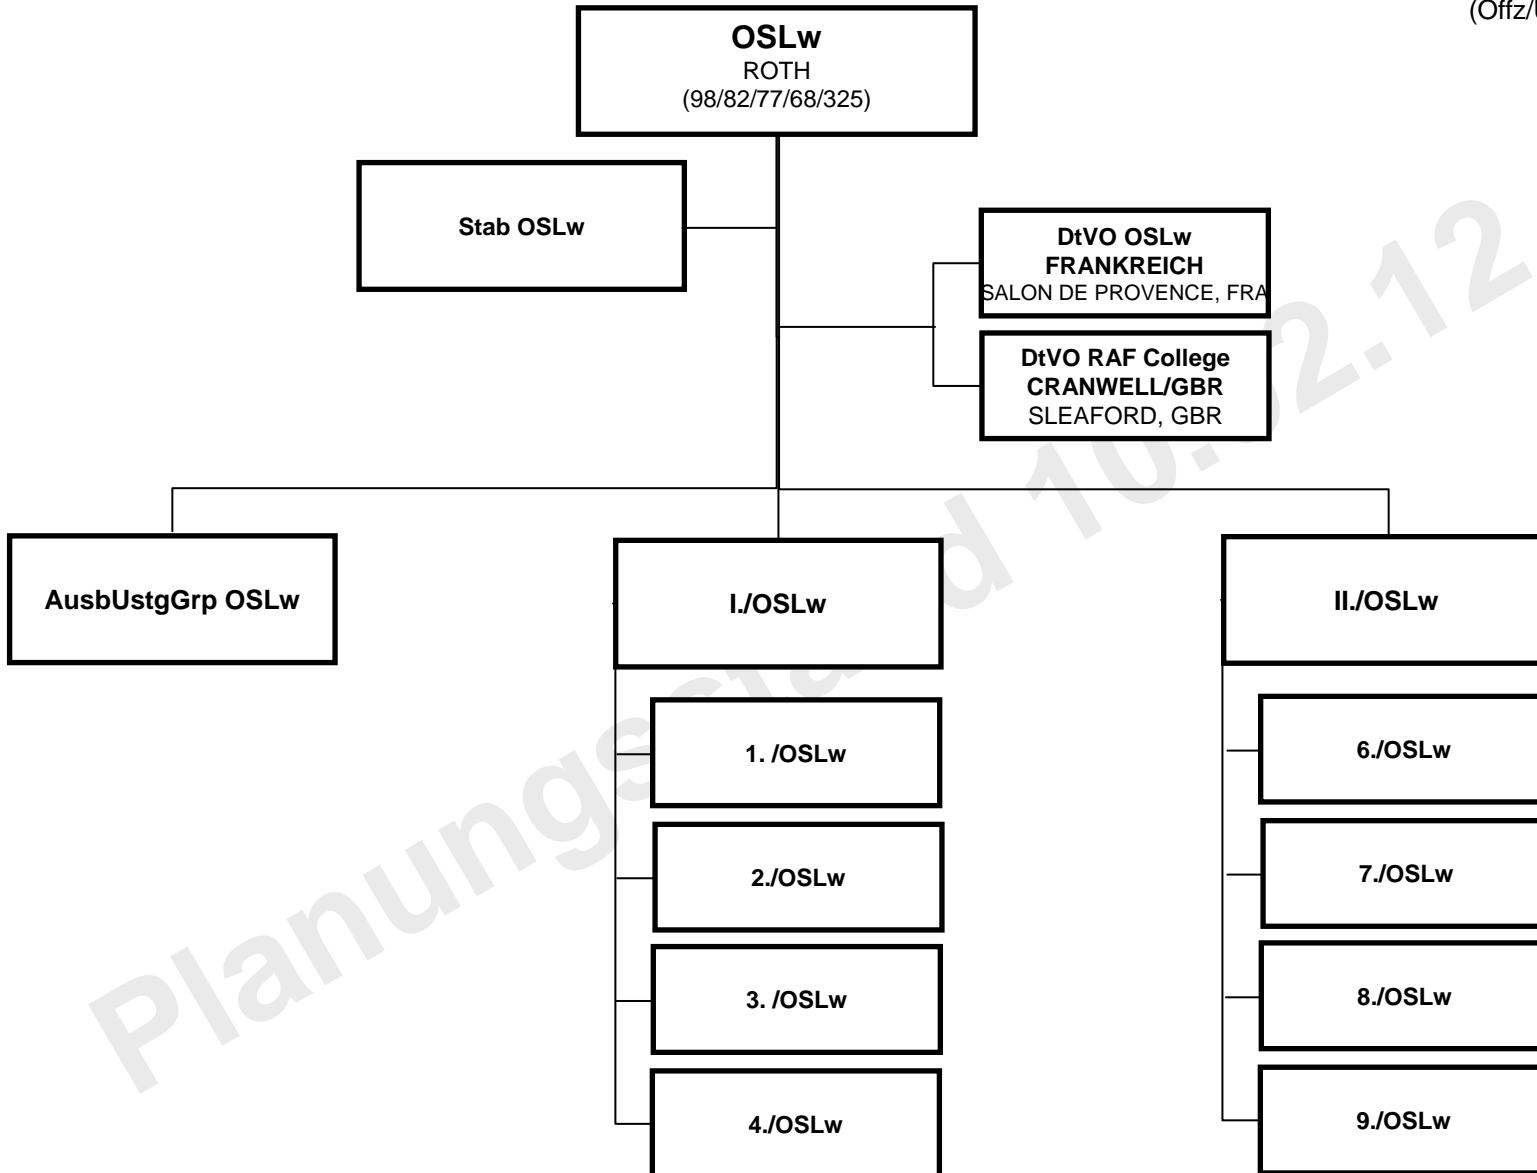 (Offz/
OSLw
ROTH
(98/82/77/68/325)
Stab OSLw
DtVO OSLw
FRANKREICH
SALON DE PROVENCE, FRA
DtVO RAF College
CRANWELL/GBR
SLEAFORD, GBR
AusbUstgGrp OSLw
I./OSLw
II./OSLw
1. /OSLw
6./OSLw
2./OSLw
7./OSLw
3. /OSLw
8./OSLw
4./OSLw
9./OSLw
Planungsstand 10.02.12